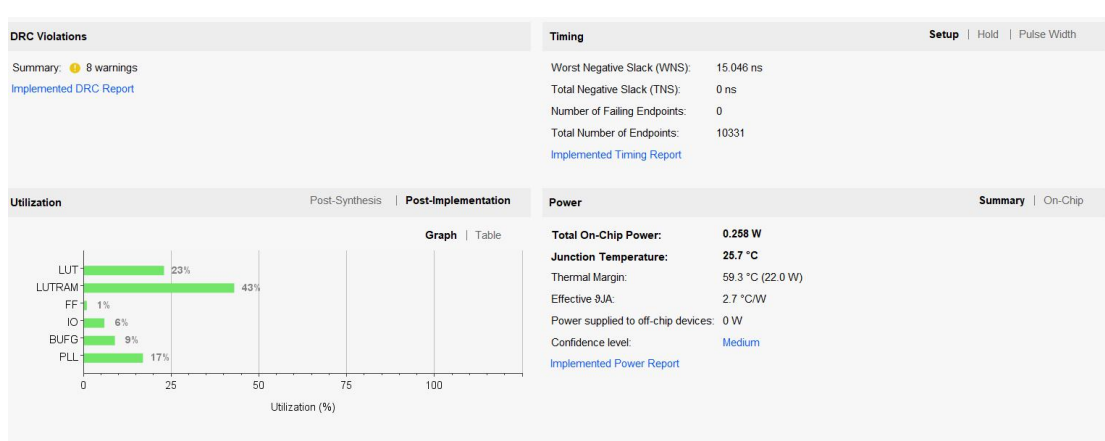 DRC Violations
Summary: 8 warnings
Implemented DRC Report
Timing
Setup | Hold | Pulse Width
Worst Negative Slack (WNS): 15.046 ns
Total Negative Slack (TNS): 0 ns
Number of Failing Endpoints: 0
Total Number of Endpoints: 10331
Implemented Timing Report
Utilization
Post-Synthesis | Post-Implementation
Graph | Table
LUT 23%
LUTRAM 43%
FF 1%
IO 6%
BUFG 9%
PLL 17%
0 25 50 75 100
Utilization (%)
Power
Summary | On-Chip
Total On-Chip Power: 0.258 W
Junction Temperature: 25.7 °C
Thermal Margin: 59.3 °C (22.0 W)
Effective ϑJA: 2.7 °C/W
Power supplied to off-chip devices: 0 W
Confidence level: Medium
Implemented Power Report